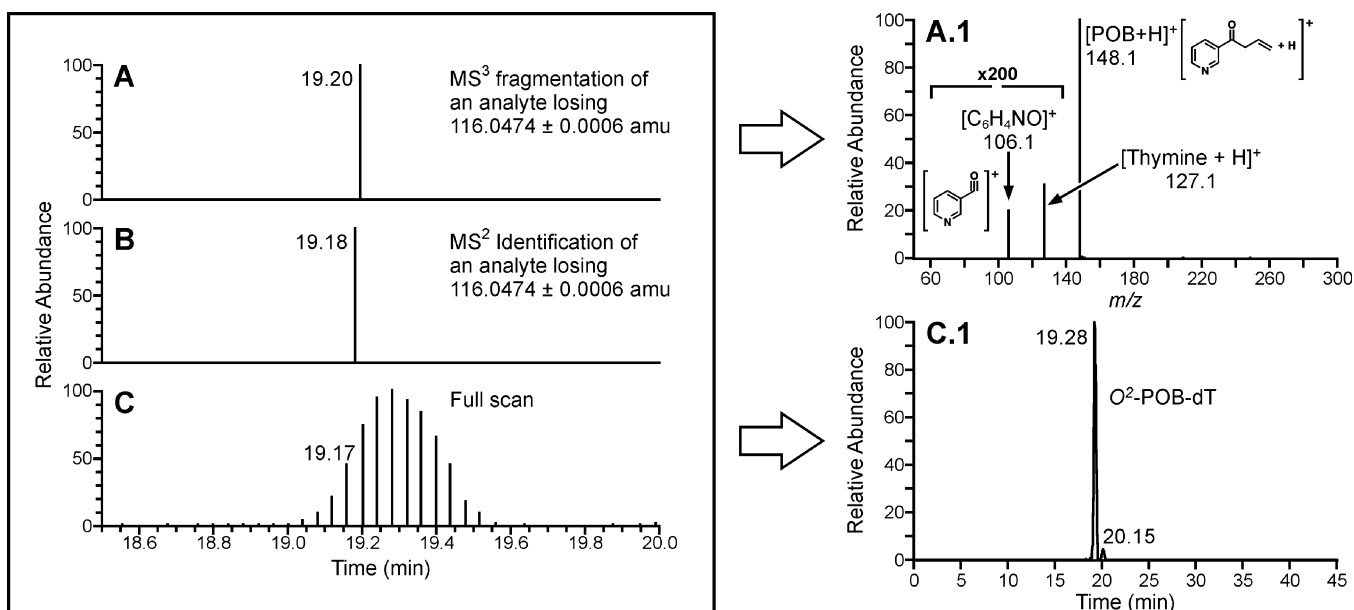 A
19.20
MS³ fragmentation of
an analyte losing
116.0474 ± 0.0006 amu
100
50
0
B
19.18
MS² Identification of
an analyte losing
116.0474 ± 0.0006 amu
100
50
0
Relative Abundance
C
Full scan
19.17
100
50
0
18.6 18.8 19.0 19.2 19.4 19.6 19.8 20.0
Time (min)
A.1
[POB+H]⁺
148.1
O
N
+ H
+
x200
[C₆H₄NO]⁺
106.1
[Thymine + H]⁺
127.1
O
N
+
Relative Abundance
100
80
60
40
20
0
60 100 140 180 220 260 300
m/z
C.1
19.28
O²-POB-dT
20.15
Relative Abundance
100
80
60
40
20
0
0 5 10 15 20 25 30 35 40 45
Time (min)